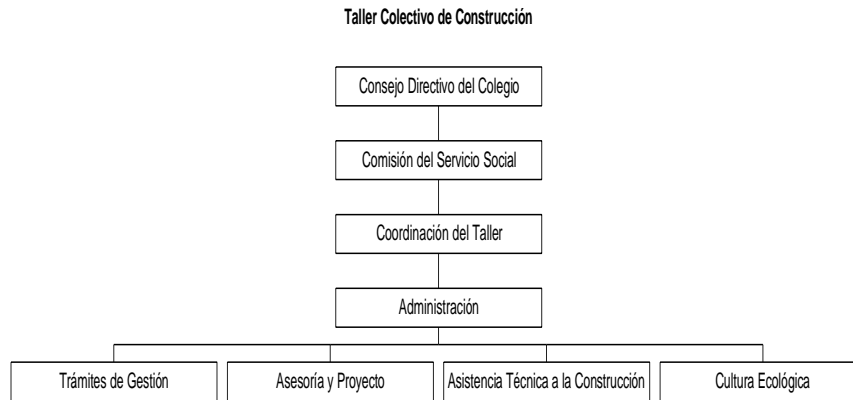 Taller Colectivo de Construcción
Consejo Directivo del Colegio
Comisión del Servicio Social
Coordinación del Taller
Administración
Trámites de Gestión
Asesoría y Proyecto
Asistencia Técnica a la Construcción
Cultura Ecológica